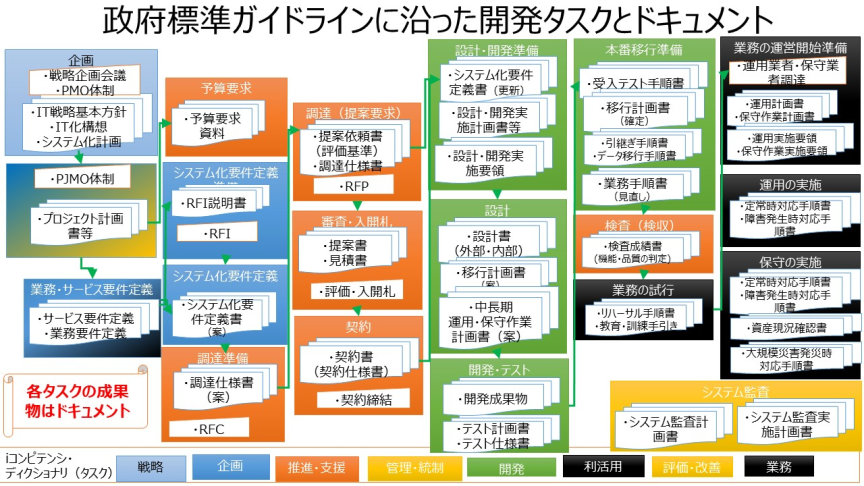 政府標準ガイドラインに沿った開発タスクとドキュメント
企画
・戦略企画会議
・PMO体制
・IT戦略基本方針
・IT化構想
・システム化計画
・PJMO体制
・プロジェクト計画
書等
業務・サービス要件定義
・サービス要件定義
・業務要件定義
各タスクの成果
物はドキュメント
予算要求
・予算要求
資料
システム化要件定義
準備
・RFI説明書
・RFI
システム化要件定義
・システム化要
件定義書
(案)
調達準備
・調達仕様書
(案)
・RFC
調達(提案要求)
・提案依頼書
(評価基準)
・調達仕様書
・RFP
審査・入開札
・提案書
・見積書
・評価・入開札
契約
・契約書
(契約仕様書)
・契約締結
設計・開発準備
・システム化要件
定義書(更新)
・設計・開発実
施計画書等
・設計・開発実
施要領
設計
・設計書
(外部・内部)
・移行計画書
(案)
・中長期
運用・保守作業
計画書(案)
開発・テスト
・開発成果物
・テスト計画書
・テスト仕様書
本番移行準備
・受入テスト手順書
・移行計画書
(確定)
・引継ぎ手順書
・データ移行手順書
・業務手順書
(見直し)
検査(検収)
・検査成績書
(機能・品質の判定)
業務の試行
・リハーサル手順書
・教育・訓練手引き
業務の運営開始準備
・運用業者・保守業
者調達
・運用計画書
・保守作業計画書
・運用実施要領
・保守作業実施要領
運用の実施
・定常時対応手順書
・障害発生時対応手
順書
保守の実施
・定常時対応手順書
・障害発生時対応手
順書
・資産現況確認書
・大規模災害発災時
対応手順書
システム監査
・システム監査計
画書
・システム監査実
施計画書
iコンピテンシ・
ディクショナリ(タスク)
戦略
企画
推進・支援
管理・統制
開発
利活用
評価・改善
業務